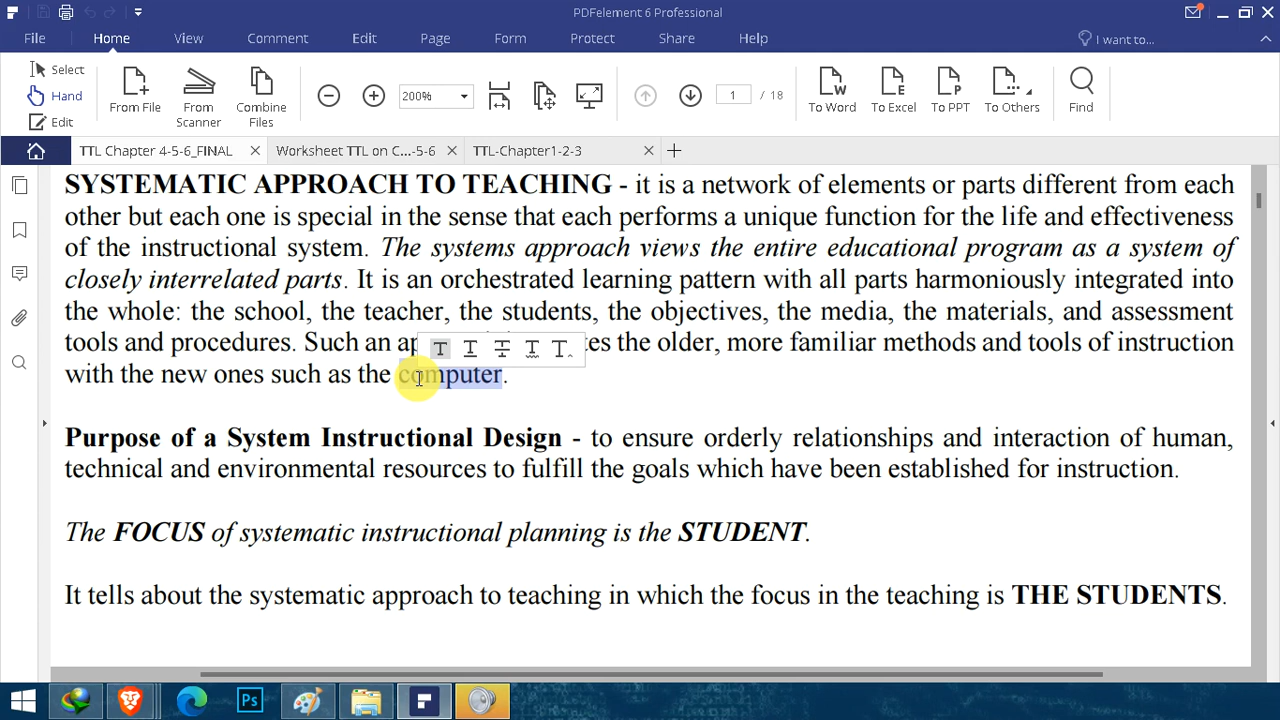 PDFelement 6 Professional
File Home View Comment Edit Page Form Protect Share Help I want to...
Select
Hand
Edit
From File
From Scanner
Combine Files
200%
1 / 18
To Word
To Excel
To PPT
To Others
Find
TTL Chapter 4-5-6_FINAL
Worksheet TTL on C...-5-6
TTL-Chapter1-2-3
SYSTEMATIC APPROACH TO TEACHING - it is a network of elements or parts different from each
other but each one is special in the sense that each performs a unique function for the life and effectiveness
of the instructional system. The systems approach views the entire educational program as a system of
closely interrelated parts. It is an orchestrated learning pattern with all parts harmoniously integrated into
the whole: the school, the teacher, the students, the objectives, the media, the materials, and assessment
tools and procedures. Such an the older, more familiar methods and tools of instruction
with the new ones such as the computer.
Purpose of a System Instructional Design - to ensure orderly relationships and interaction of human,
technical and environmental resources to fulfill the goals which have been established for instruction.
The FOCUS of systematic instructional planning is the STUDENT.
It tells about the systematic approach to teaching in which the focus in the teaching is THE STUDENTS.
Ps